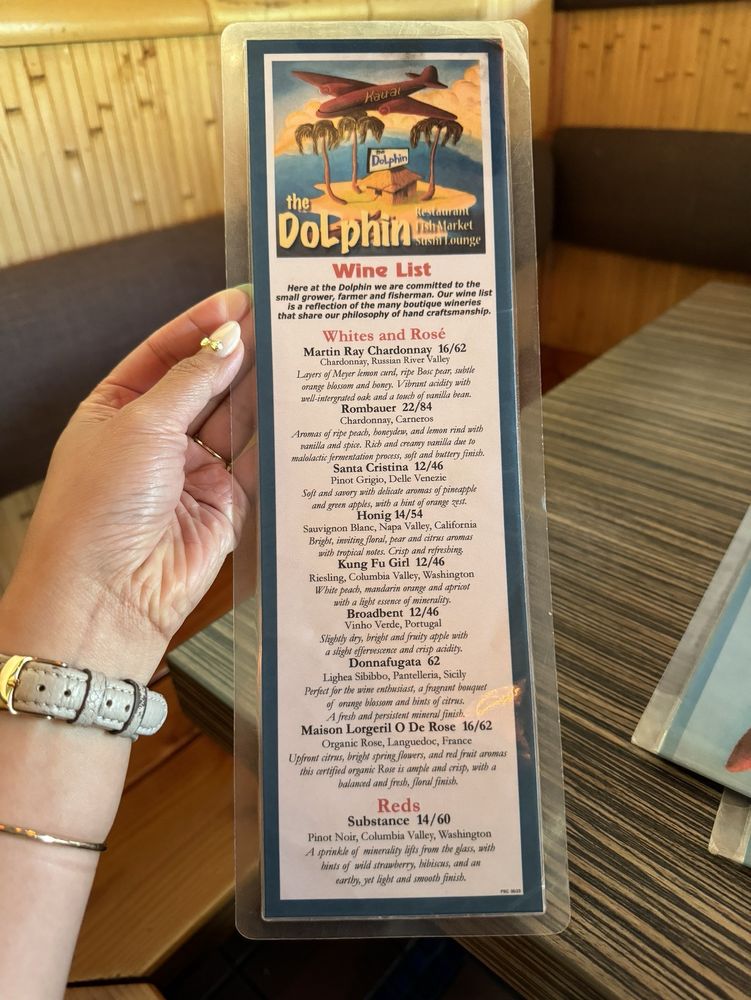 Kauai
the
Dolphin
the
Dolphin
Restaurant
Fish Market
Sushi Lounge
Wine List
Here at the Dolphin we are committed to the
small grower, farmer and fisherman. Our wine list
is a reflection of the many boutique wineries
that share our philosophy of hand craftsmanship.
Whites and Rosé
Martin Ray Chardonnay 16/62
Chardonnay, Russian River Valley
Layers of Meyer lemon curd, ripe Bosc pear, subtle
orange blossom and honey. Vibrant acidity with
well-intergrated oak and a touch of vanilla bean.
Rombauer 22/84
Chardonnay, Carneros
Aromas of ripe peach, honeydew, and lemon rind with
vanilla and spice. Rich and creamy vanilla due to
malolactic fermentation process, soft and buttery finish.
Santa Cristina 12/46
Pinot Grigio, Delle Venezie
Soft and savory with delicate aromas of pineapple
and green apples, with a hint of orange zest.
Honig 14/54
Sauvignon Blanc, Napa Valley, California
Bright, inviting floral, pear and citrus aromas
with tropical notes. Crisp and refreshing.
Kung Fu Girl 12/46
Riesling, Columbia Valley, Washington
White peach, mandarin orange and apricot
with a light essence of minerality.
Broadbent 12/46
Vinho Verde, Portugal
Slightly dry, bright and fruity apple with
a slight effervescence and crisp acidity.
Donnafugata 62
Lighea Sibibbo, Pantelleria, Sicily
Perfect for the wine enthusiast, a fragrant bouquet
of orange blossom and hints of citrus.
A fresh and persistent mineral finish.
Maison Lorgeril O De Rose 16/62
Organic Rose, Languedoc, France
Upfront citrus, bright spring flowers, and red fruit aromas
this certified organic Rose is ample and crisp, with a
balanced and fresh, floral finish.
Reds
Substance 14/60
Pinot Noir, Columbia Valley, Washington
A sprinkle of minerality lifts from the glass, with
hints of wild strawberry, hibiscus, and an
earthy, yet light and smooth finish.